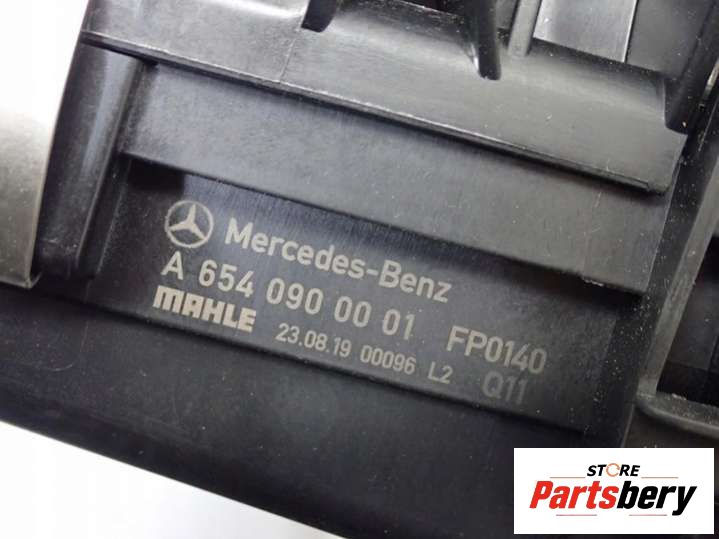 Mercedes-Benz
A 654 090 00 01 FP0140
MAHLE 23.08.19 00096 L2 Q11
STORE
Partsbery